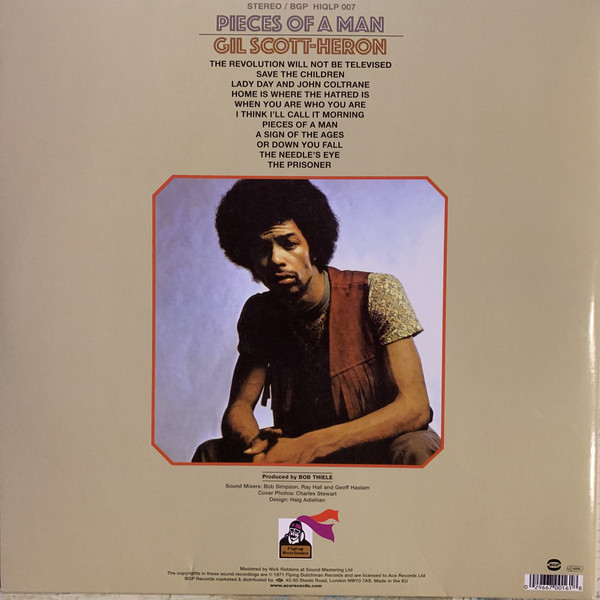 STEREO / BGP HIQLP 007
PIECES OF A MAN
GIL SCOTT-HERON
THE REVOLUTION WILL NOT BE TELEVISED
SAVE THE CHILDREN
LADY DAY AND JOHN COLTRANE
HOME IS WHERE THE HATRED IS
WHEN YOU ARE WHO YOU ARE
I THINK I'LL CALL IT MORNING
PIECES OF A MAN
A SIGN OF THE AGES
OR DOWN YOU FALL
THE NEEDLE'S EYE
THE PRISONER
Produced by BOB THIELE
Sound Mixers: Bob Simpson, Ray Hall and Geoff Haslam
Cover Photos: Charles Stewart
Design: Haig Adishian
Flying
Dutchman
Mastered by Nick Robbins at Sound Mastering Ltd
The copyrights in these sound recordings are ℗ 1971 Flying Dutchman Records and are licensed to Ace Records Ltd
BGP Records marketed & distributed by 42-50 Steele Road, London NW10 7AS. Made in the EU
www.acerecords.com
0 29667 00161 8